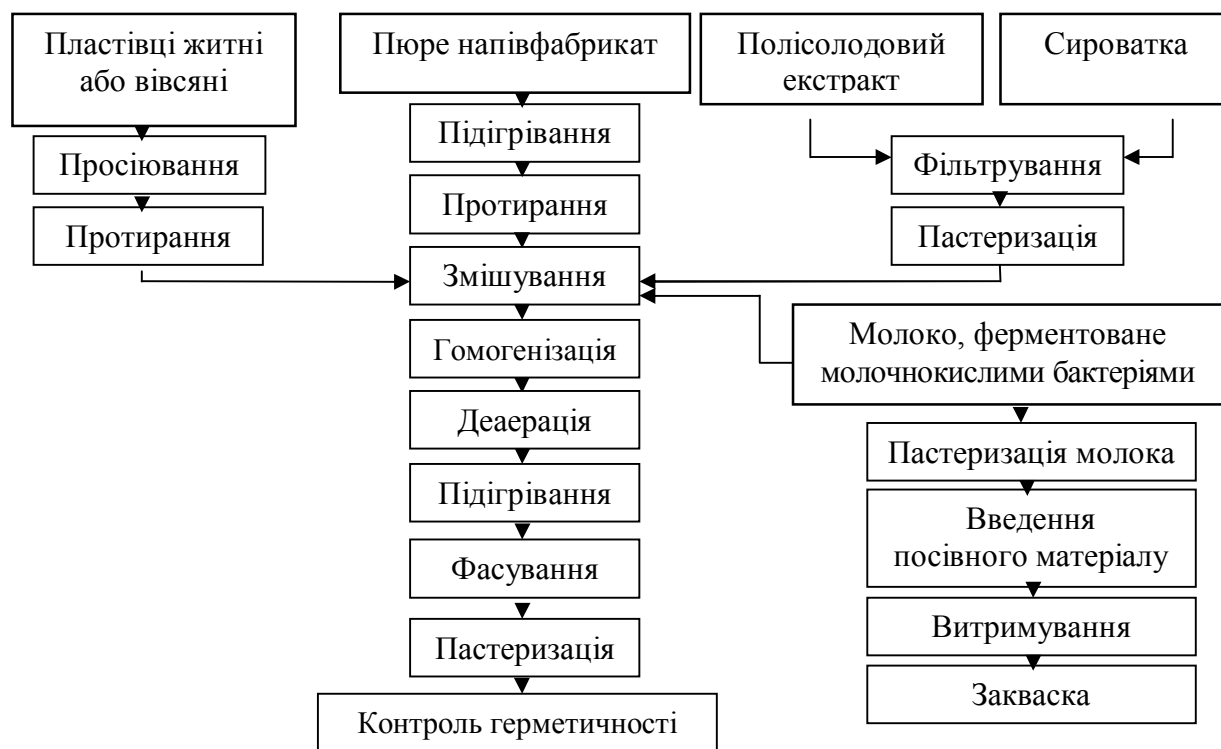 Пластівці житні
або вівсяні
Пюре напівфабрикат
Полісолодовий
екстракт
Сироватка
Просіювання
Протирання
Підігрівання
Протирання
Фільтрування
Пастеризація
Змішування
Гомогенізація
Деаерація
Підігрівання
Фасування
Пастеризація
Контроль герметичності
Молоко, ферментоване
молочнокислими бактеріями
Пастеризація молока
Введення
посівного матеріалу
Витримування
Закваска